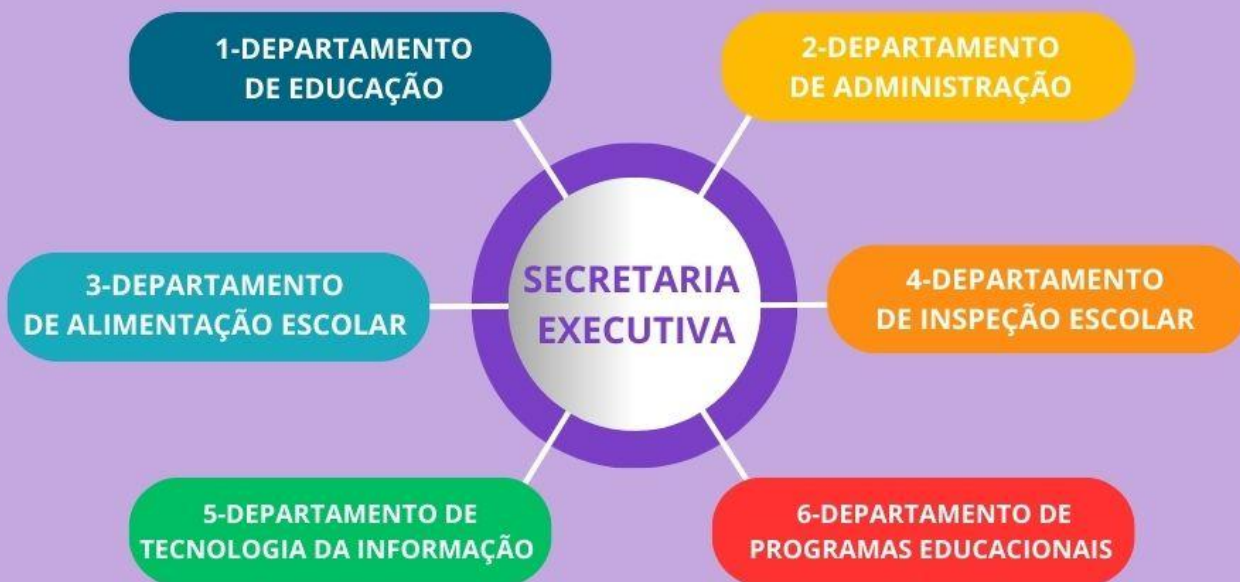 1-DEPARTAMENTO
DE EDUCAÇÃO
2-DEPARTAMENTO
DE ADMINISTRAÇÃO
3-DEPARTAMENTO
DE ALIMENTAÇÃO ESCOLAR
SECRETARIA
EXECUTIVA
4-DEPARTAMENTO
DE INSPEÇÃO ESCOLAR
5-DEPARTAMENTO DE
TECNOLOGIA DA INFORMAÇÃO
6-DEPARTAMENTO DE
PROGRAMAS EDUCACIONAIS